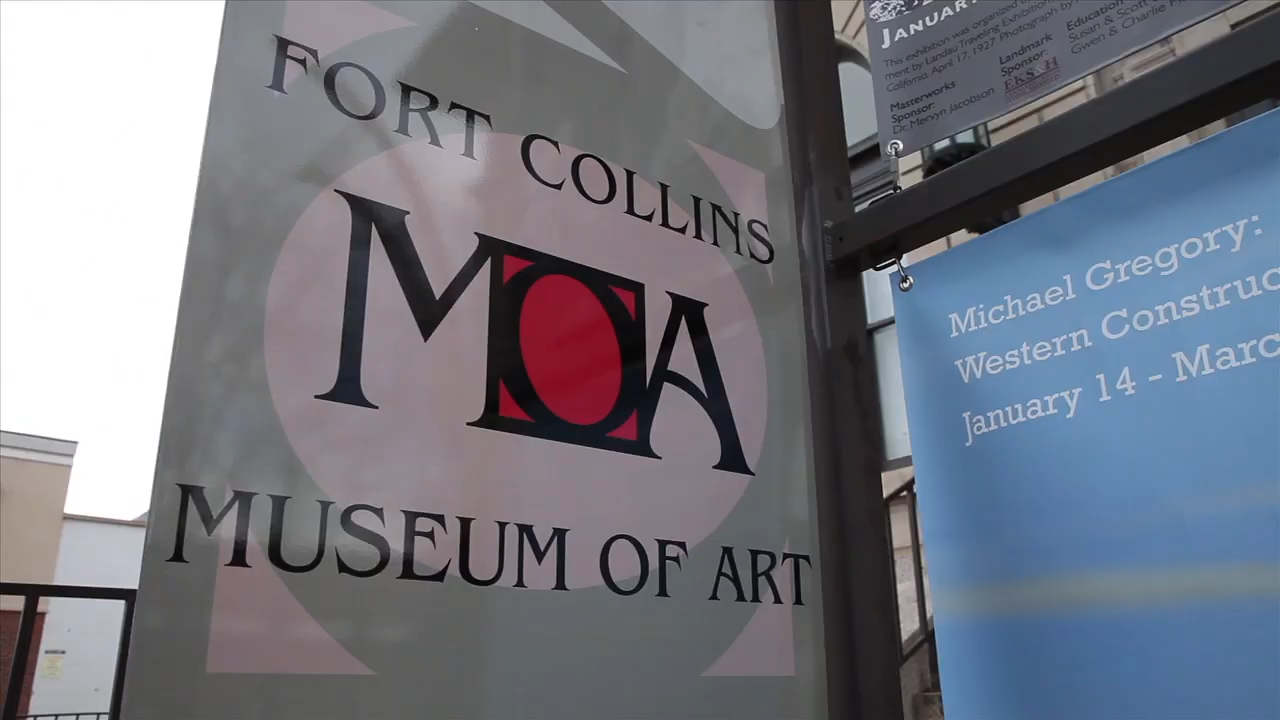 FORT COLLINS
MOA
MUSEUM OF ART
JANUAR
This exhibition was organized
ment by Landau Traveling Exhibition
California, April 17, 1927. Photograph by
Masterworks
Sponsor:
Dr. Mervyn Jacobson
Landmark
Sponsor:
EKS&H
Education
Susan & Scott
Gwen & Charlie
Michael Gregory:
Western Construc
January 14 - Marc